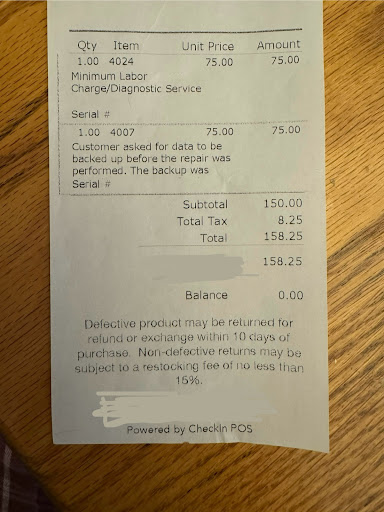 Qty Item Unit Price Amount
1.00 4024 75.00 75.00
Minimum Labor
Charge/Diagnostic Service
Serial #
1.00 4007 75.00 75.00
Customer asked for data to be
backed up before the repair was
performed. The backup was
Serial #
Subtotal 150.00
Total Tax 8.25
Total 158.25
158.25
Balance 0.00
Defective product may be returned for
refund or exchange within 10 days of
purchase. Non-defective returns may be
subject to a restocking fee of no less than
15%.
Powered by Checkin POS